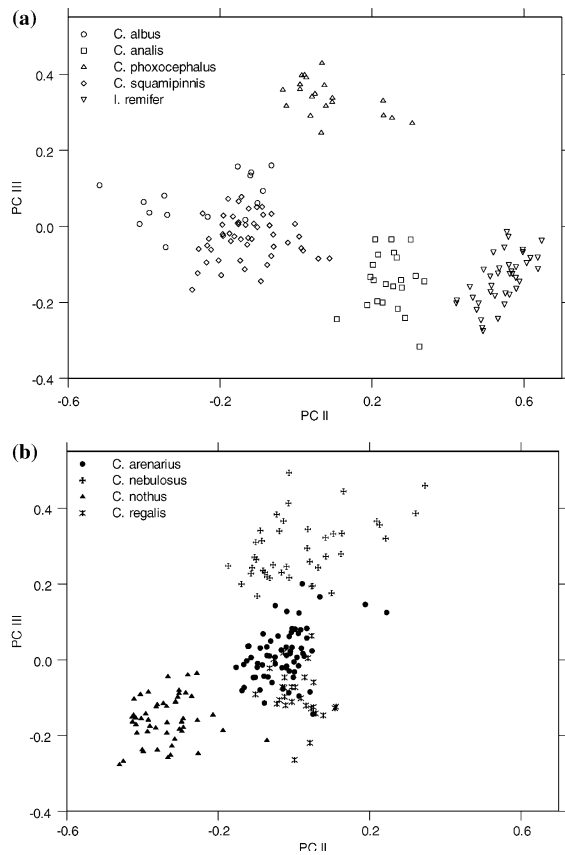 (a)
C. albus
C. analis
C. phoxocephalus
C. squamipinnis
I. remifer
0.4
0.2
0.0
-0.2
-0.4
PC III
-0.6
-0.2
0.2
0.6
PC II
(b)
C. arenarius
C. nebulosus
C. nothus
C. regalis
0.4
0.2
0.0
-0.2
-0.4
PC III
-0.6
-0.2
0.2
0.6
PC II